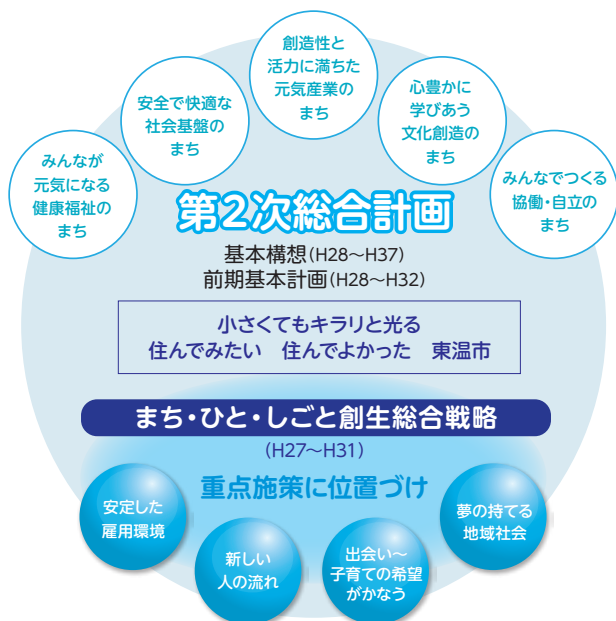 みんなが
元気になる
健康福祉の
まち
安全で快適な
社会基盤の
まち
創造性と
活力に満ちた
元気産業の
まち
心豊かに
学びあう
文化創造の
まち
みんなでつくる
協働・自立の
まち
第2次総合計画
基本構想(H28～H37)
前期基本計画(H28～H32)
小さくてもキラリと光る
住んでみたい 住んでよかった 東温市
まち・ひと・しごと創生総合戦略
(H27～H31)
重点施策に位置づけ
安定した
雇用環境
新しい
人の流れ
出会い～
子育ての希望
がかなう
夢の持てる
地域社会